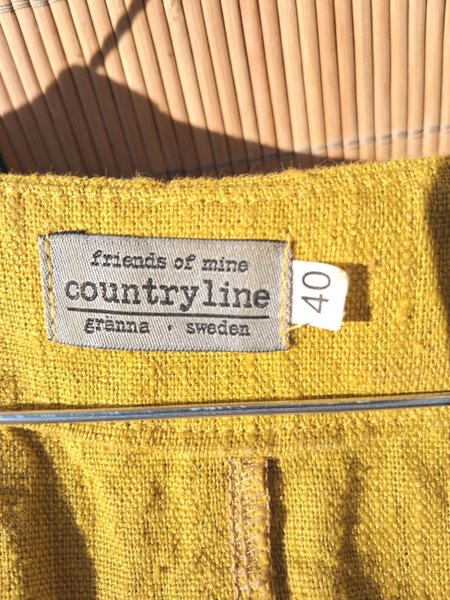 friends of mine
countryline
gränna · sweden
40